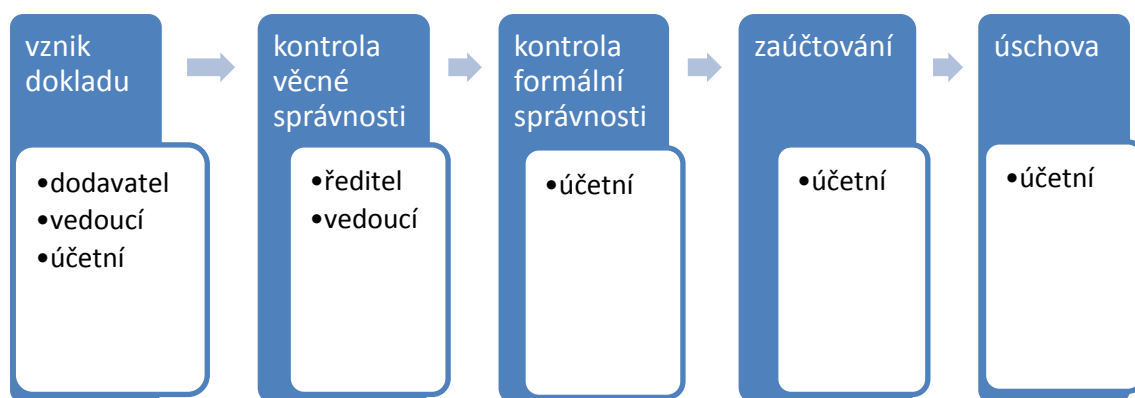 vznik
dokladu
•dodavatel
•vedoucí
•účetní
kontrola
věcné
správnosti
•ředitel
•vedoucí
kontrola
formální
správnosti
•účetní
zaúčtování
•účetní
úschova
•účetní